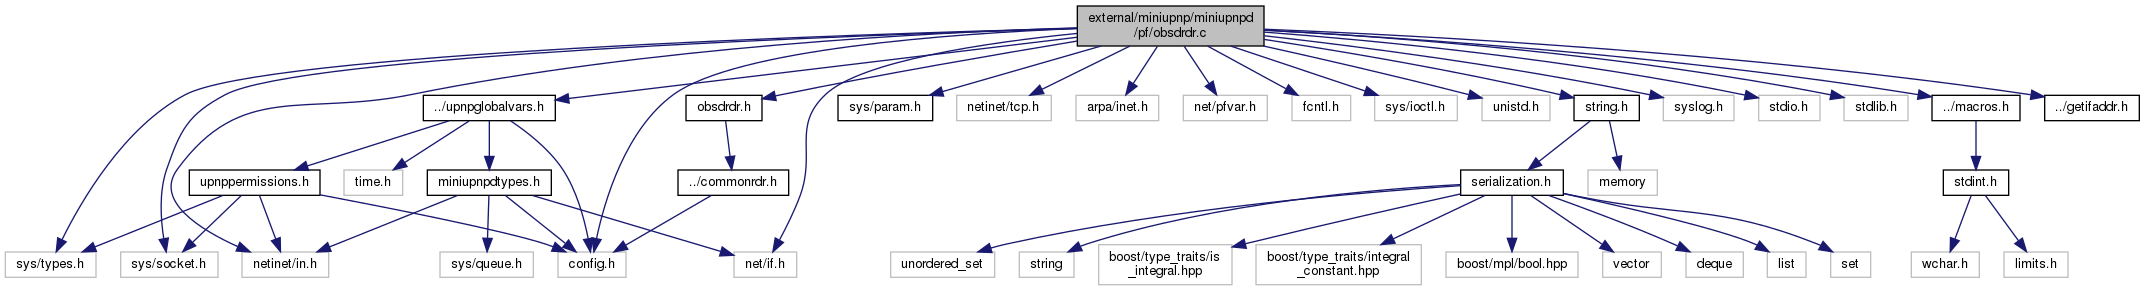 external/miniupnp/miniupnpd
/pf/obsdrdr.c
../upnpglobalvars.h
obsdrdr.h
sys/param.h
netinet/tcp.h
arpa/inet.h
net/pfvar.h
fcntl.h
sys/ioctl.h
unistd.h
string.h
syslog.h
stdio.h
stdlib.h
../macros.h
../getifaddr.h
upnppermissions.h
time.h
miniupnpdtypes.h
../commonrdr.h
serialization.h
memory
stdint.h
sys/types.h
sys/socket.h
netinet/in.h
sys/queue.h
config.h
net/if.h
unordered_set
string
boost/type_traits/is
_integral.hpp
boost/type_traits/integral
_constant.hpp
boost/mpl/bool.hpp
vector
deque
list
set
wchar.h
limits.h